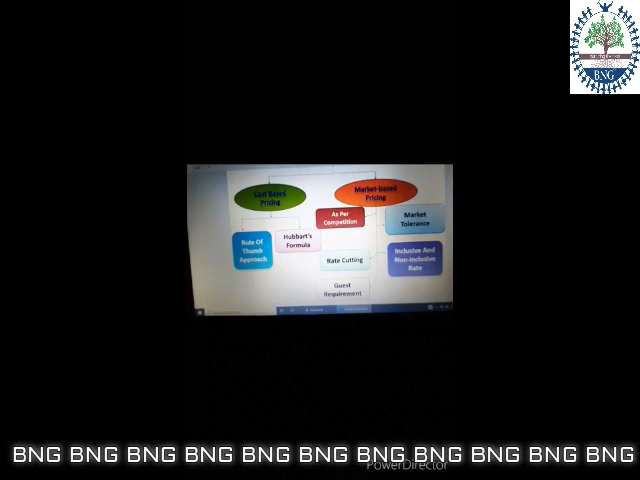 BNG
Cost Based
Pricing
Market-based
Pricing
As Per
Competition
Market
Tolerance
Rule Of
Thumb
Approach
Hubbart's
Formula
Rate Cutting
Inclusive And
Non-inclusive
Rate
Guest
Requirement
BNG BNG BNG BNG BNG BNG BNG BNG BNG BNG BNG
PowerDirector